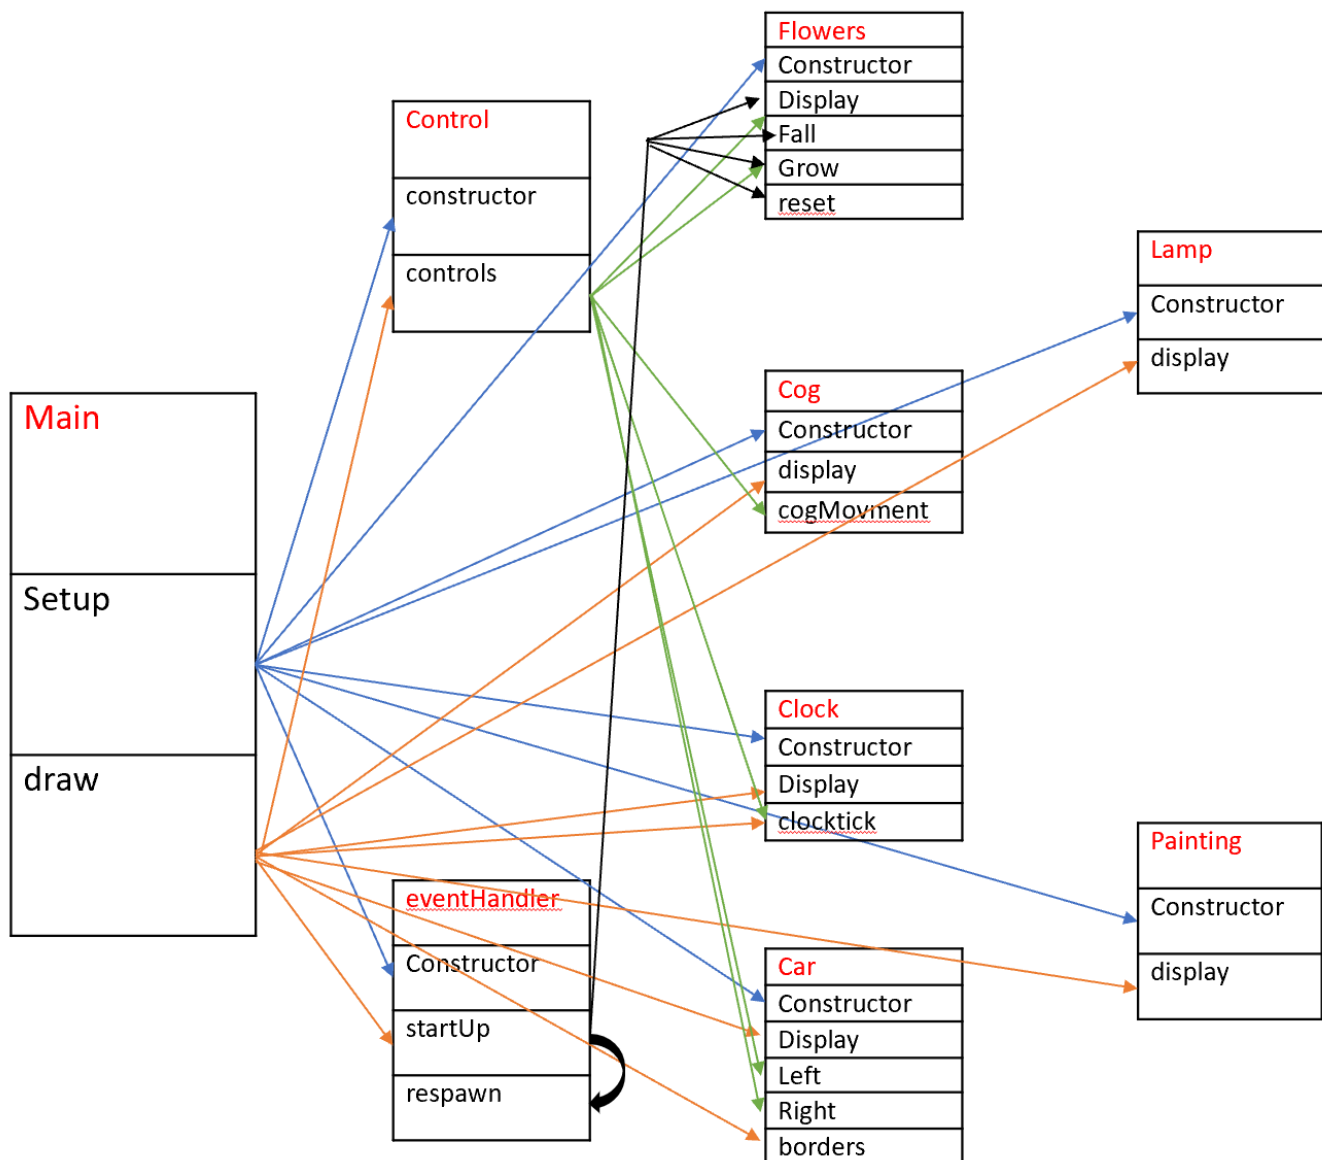 Main
Setup
draw
Control
constructor
controls
eventHandler
Constructor
startUp
respawn
Flowers
Constructor
Display
Fall
Grow
reset
Cog
Constructor
display
cogMovment
Clock
Constructor
Display
clocktick
Car
Constructor
Display
Left
Right
borders
Lamp
Constructor
display
Painting
Constructor
display